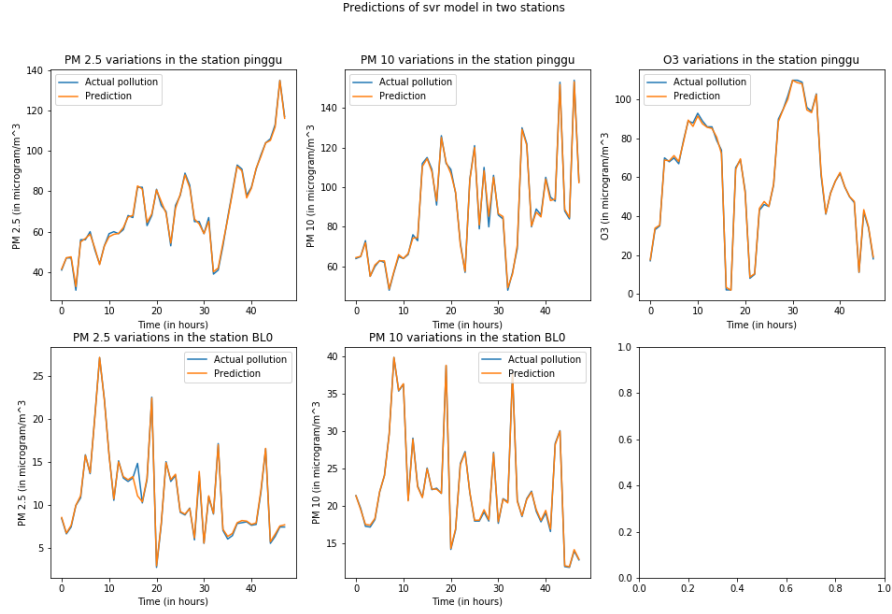 Predictions of svr model in two stations
PM 2.5 variations in the station pinggu
PM 2.5 (in microgram/m^3
140
120
100
80
60
40
Actual pollution
Prediction
0 10 20 30 40
Time (in hours)
PM 10 variations in the station pinggu
PM 10 (in microgram/m^3
140
120
100
80
60
Actual pollution
Prediction
0 10 20 30 40
Time (in hours)
O3 variations in the station pinggu
O3 (in microgram/m^3
100
80
60
40
20
0
Actual pollution
Prediction
0 10 20 30 40
Time (in hours)
PM 2.5 variations in the station BL0
PM 2.5 (in microgram/m^3
25
20
15
10
5
Actual pollution
Prediction
0 10 20 30 40
Time (in hours)
PM 10 variations in the station BL0
PM 10 (in microgram/m^3
40
35
30
25
20
15
Actual pollution
Prediction
0 10 20 30 40
Time (in hours)
1.0
0.8
0.6
0.4
0.2
0.0
0.0 0.2 0.4 0.6 0.8 1.0